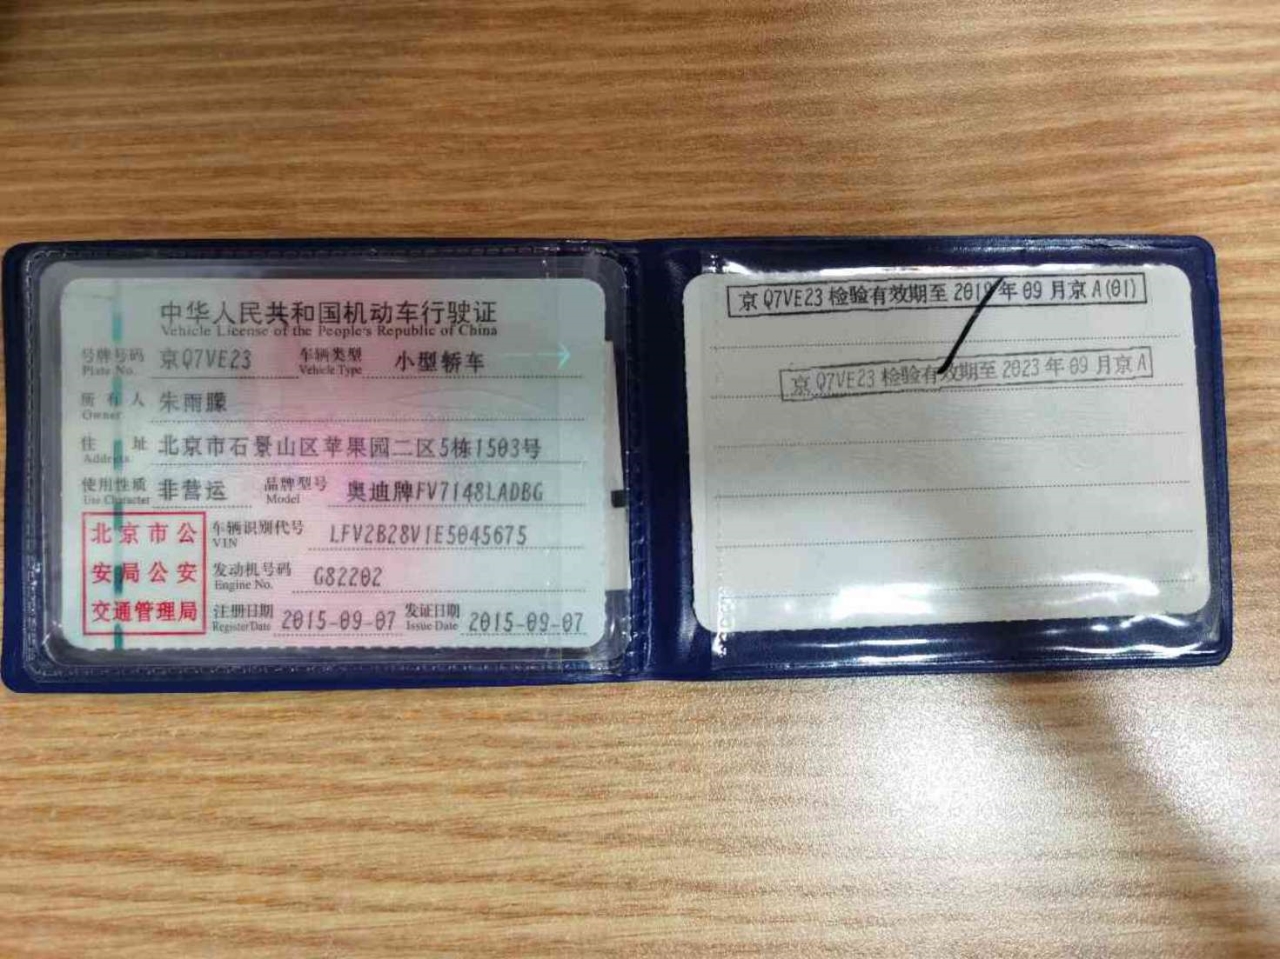 中华人民共和国机动车行驶证
Vehicle License of the People's Republic of China
号牌号码 京Q7VE23 车辆类型 小型轿车
Plate No. Vehicle Type
所有人 朱雨朦
Owner
住址 北京市石景山区苹果园二区5栋1503号
Address
使用性质 非营运 品牌型号 奥迪牌FV7148LADBG
Use Character Model
北京市公
安局公安
交通管理局
车辆识别代号 LFV2B28V1E5045675
VIN
发动机号码 G82202
Engine No.
注册日期 2015-09-07 发证日期 2015-09-07
Register Date Issue Date
京Q7VE23检验有效期至2019年09月京A(01)
京Q7VE23检验有效期至2023年09月京A